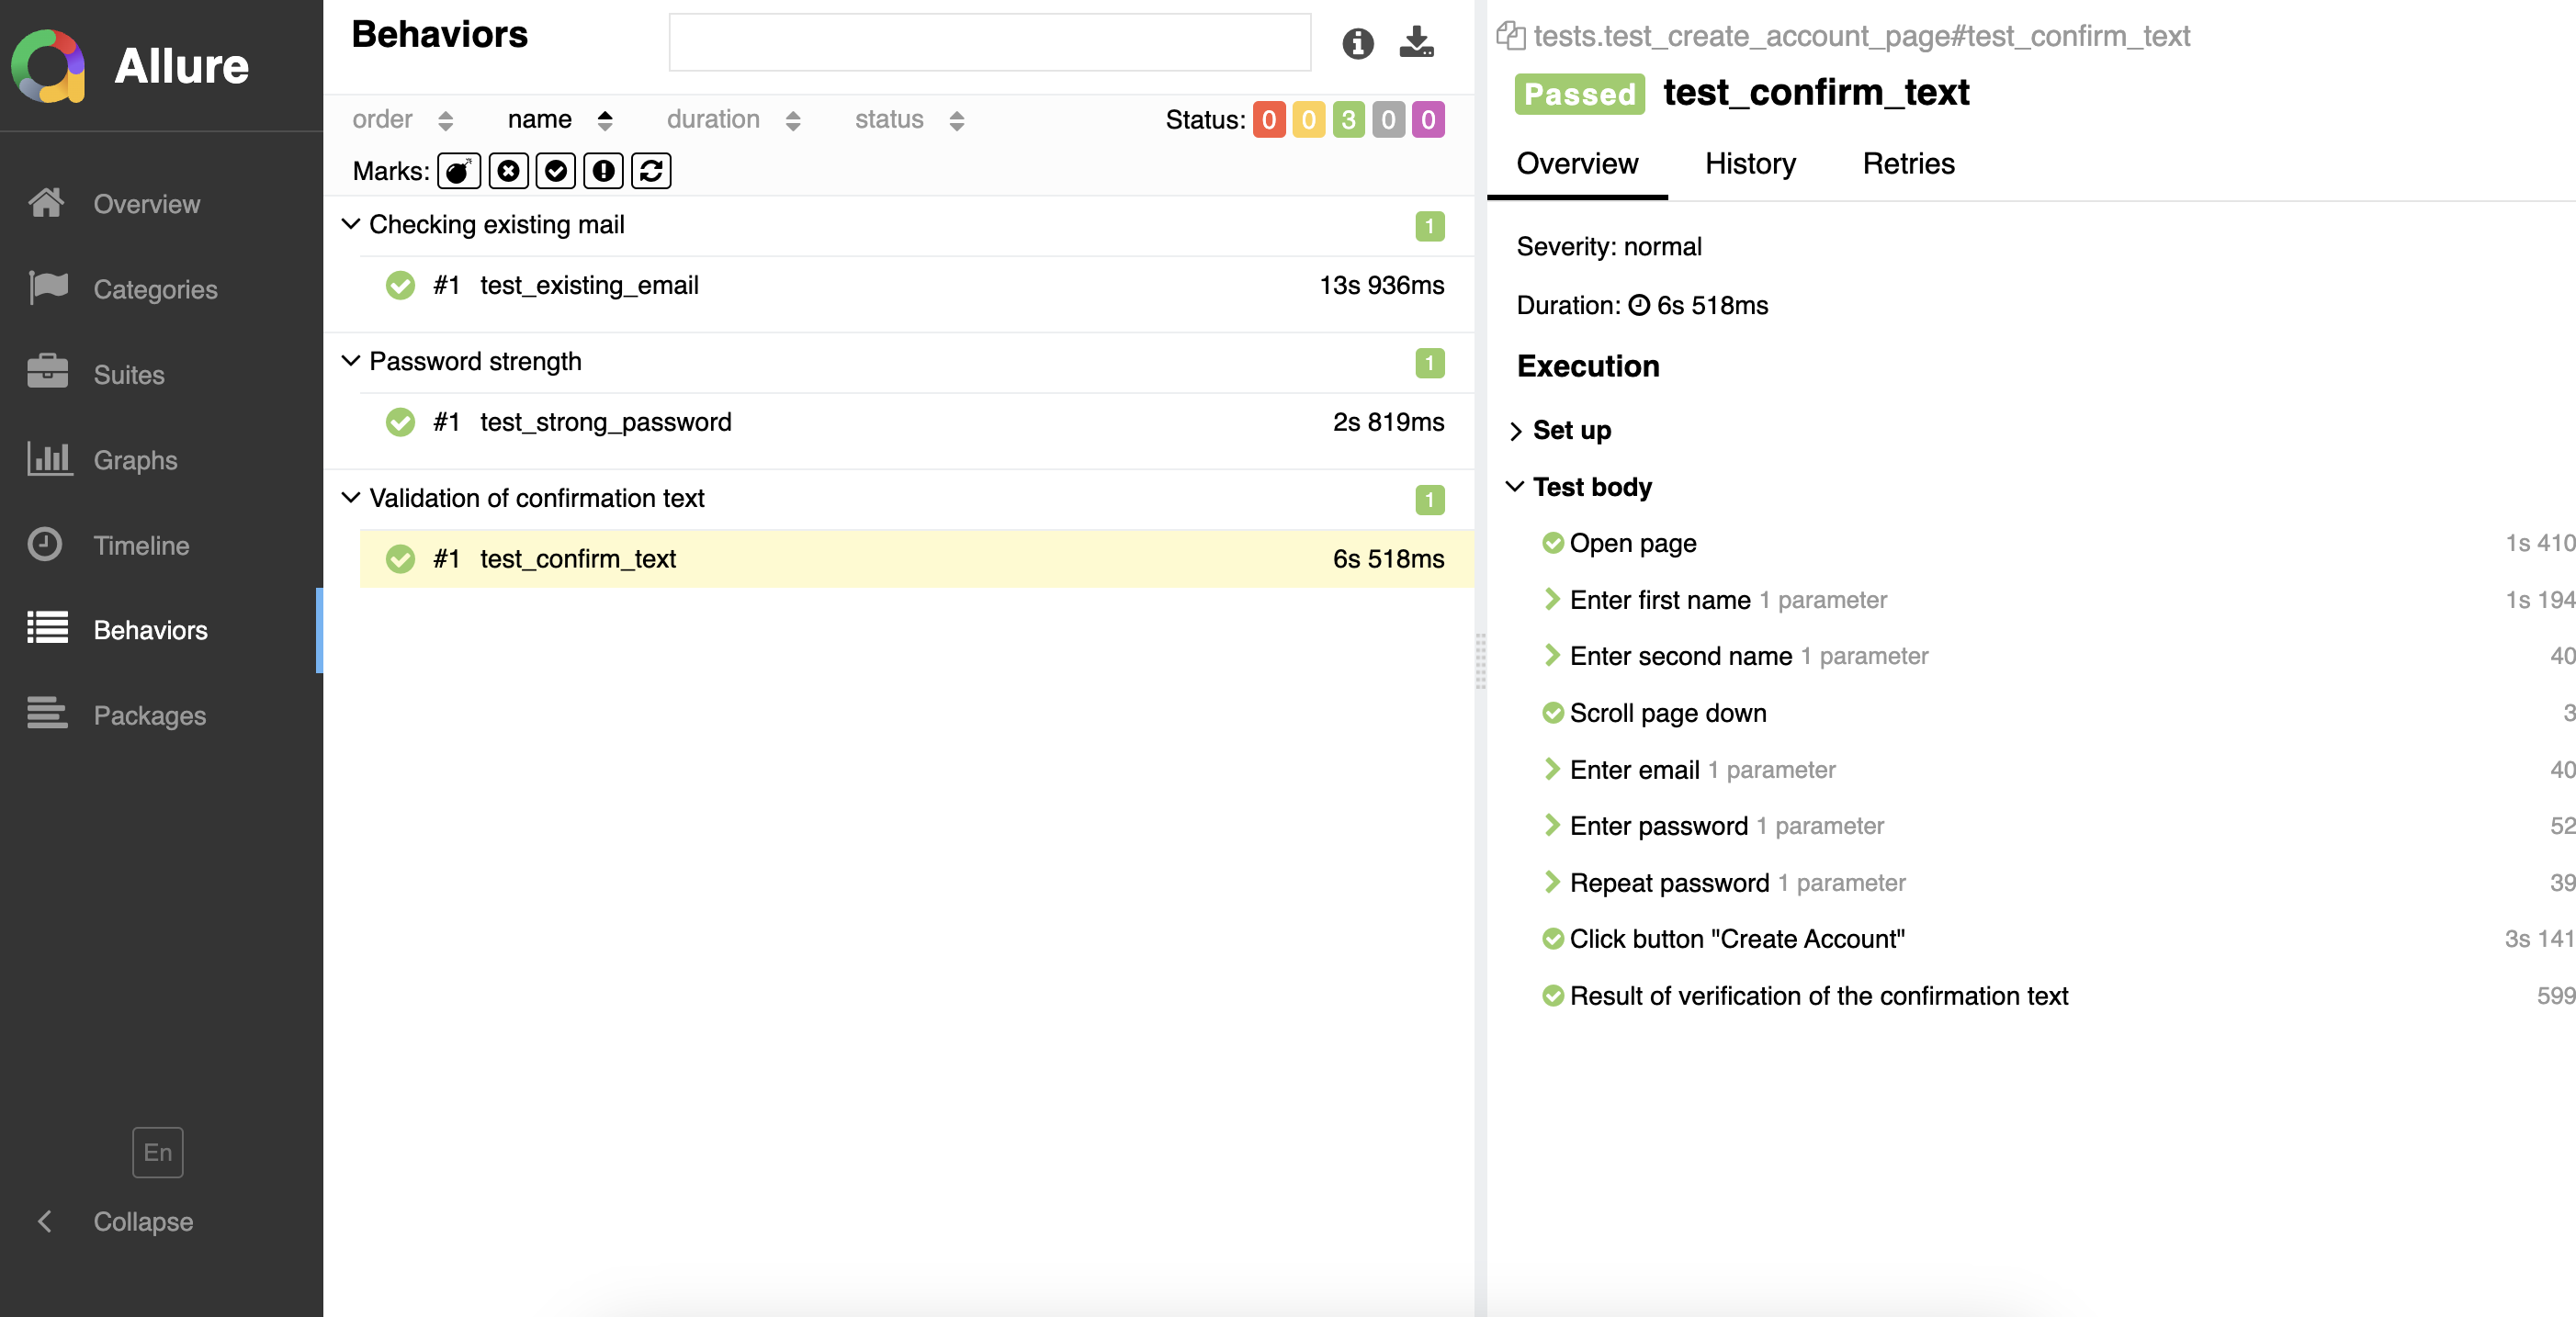 Allure
Overview
Categories
Suites
Graphs
Timeline
Behaviors
Packages
En
Collapse
Behaviors
order name duration status Status: 0 0 3 0 0
Marks:
Checking existing mail 1
#1 test_existing_email 13s 936ms
Password strength 1
#1 test_strong_password 2s 819ms
Validation of confirmation text 1
#1 test_confirm_text 6s 518ms
tests.test_create_account_page#test_confirm_text
Passed test_confirm_text
Overview History Retries
Severity: normal
Duration: 6s 518ms
Execution
Set up
Test body
Open page 1s 410
Enter first name 1 parameter 1s 194
Enter second name 1 parameter 40
Scroll page down 3
Enter email 1 parameter 40
Enter password 1 parameter 52
Repeat password 1 parameter 39
Click button "Create Account" 3s 141
Result of verification of the confirmation text 599